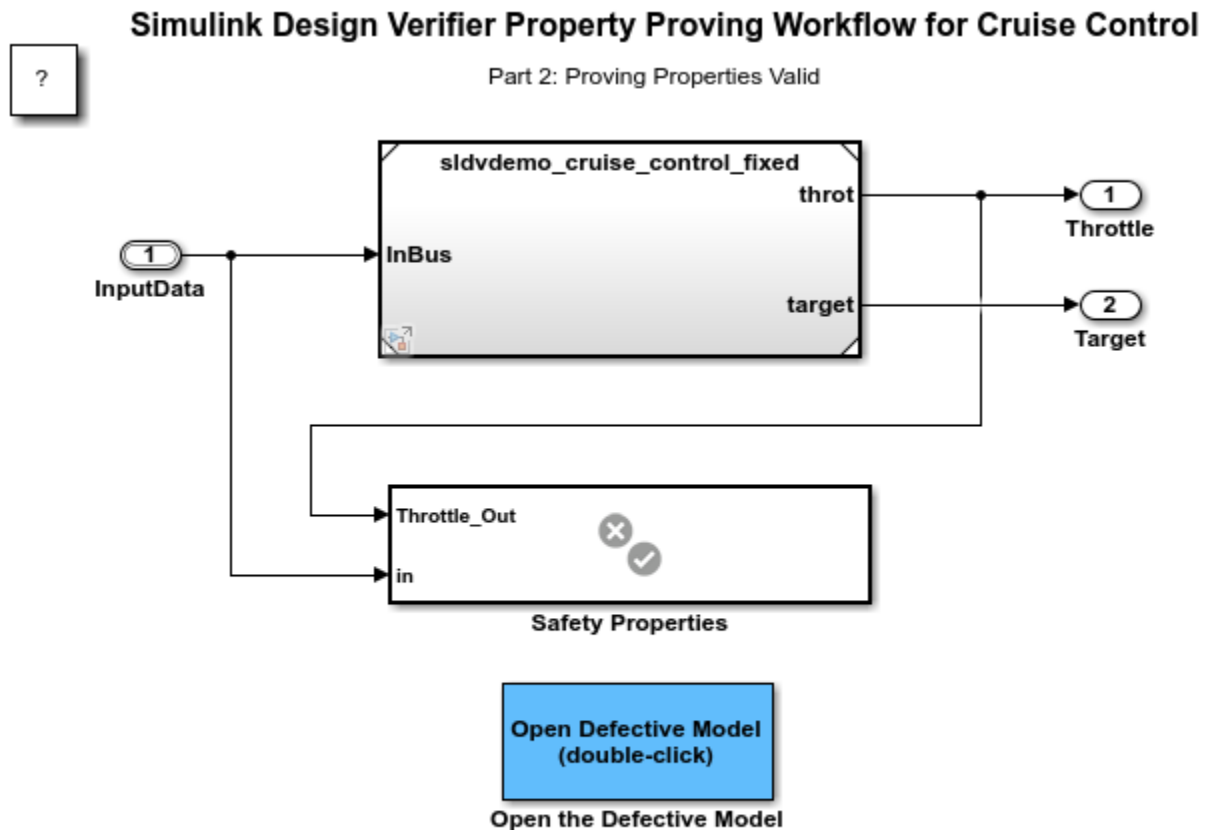 Simulink Design Verifier Property Proving Workflow for Cruise Control
?
Part 2: Proving Properties Valid
sldvdemo_cruise_control_fixed
throt
1
Throttle
1
InBus
InputData
target
2
Target
Throttle_Out
in
Safety Properties
Open Defective Model
(double-click)
Open the Defective Model